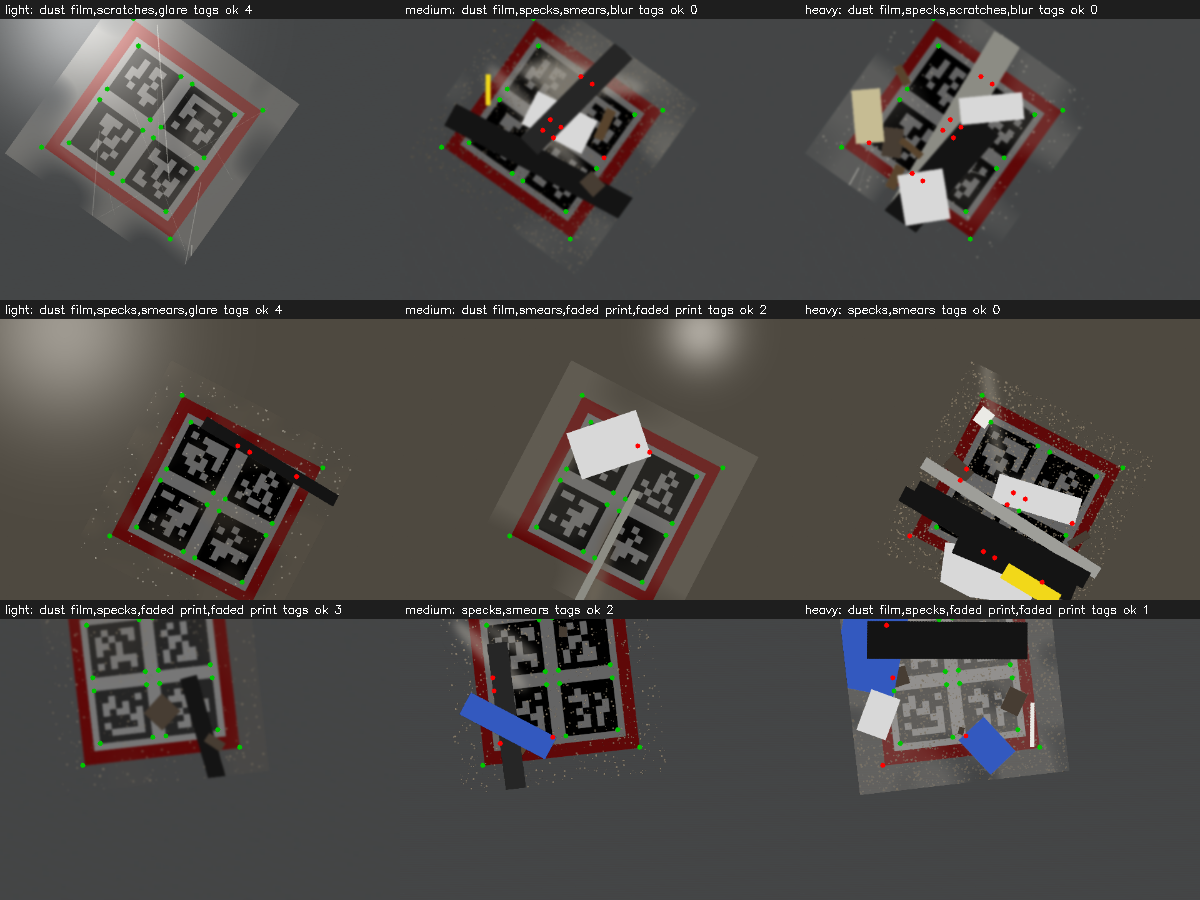 light: dust film,scratches,glare tags ok 4
medium: dust film,specks,smears,blur tags ok 0
heavy: dust film,specks,scratches,blur tags ok 0
light: dust film,specks,smears,glare tags ok 4
medium: dust film,smears,faded print,faded print tags ok 2
heavy: specks,smears tags ok 0
light: dust film,specks,faded print,faded print tags ok 3
medium: specks,smears tags ok 2
heavy: dust film,specks,faded print,faded print tags ok 1